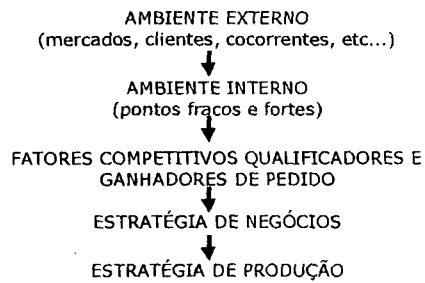 AMBIENTE EXTERNO
(mercados, clientes, cocorrentes, etc...)
AMBIENTE INTERNO
(pontos fracos e fortes)
FATORES COMPETITIVOS QUALIFICADORES E
GANHADORES DE PEDIDO
ESTRATÉGIA DE NEGÓCIOS
ESTRATÉGIA DE PRODUÇÃO